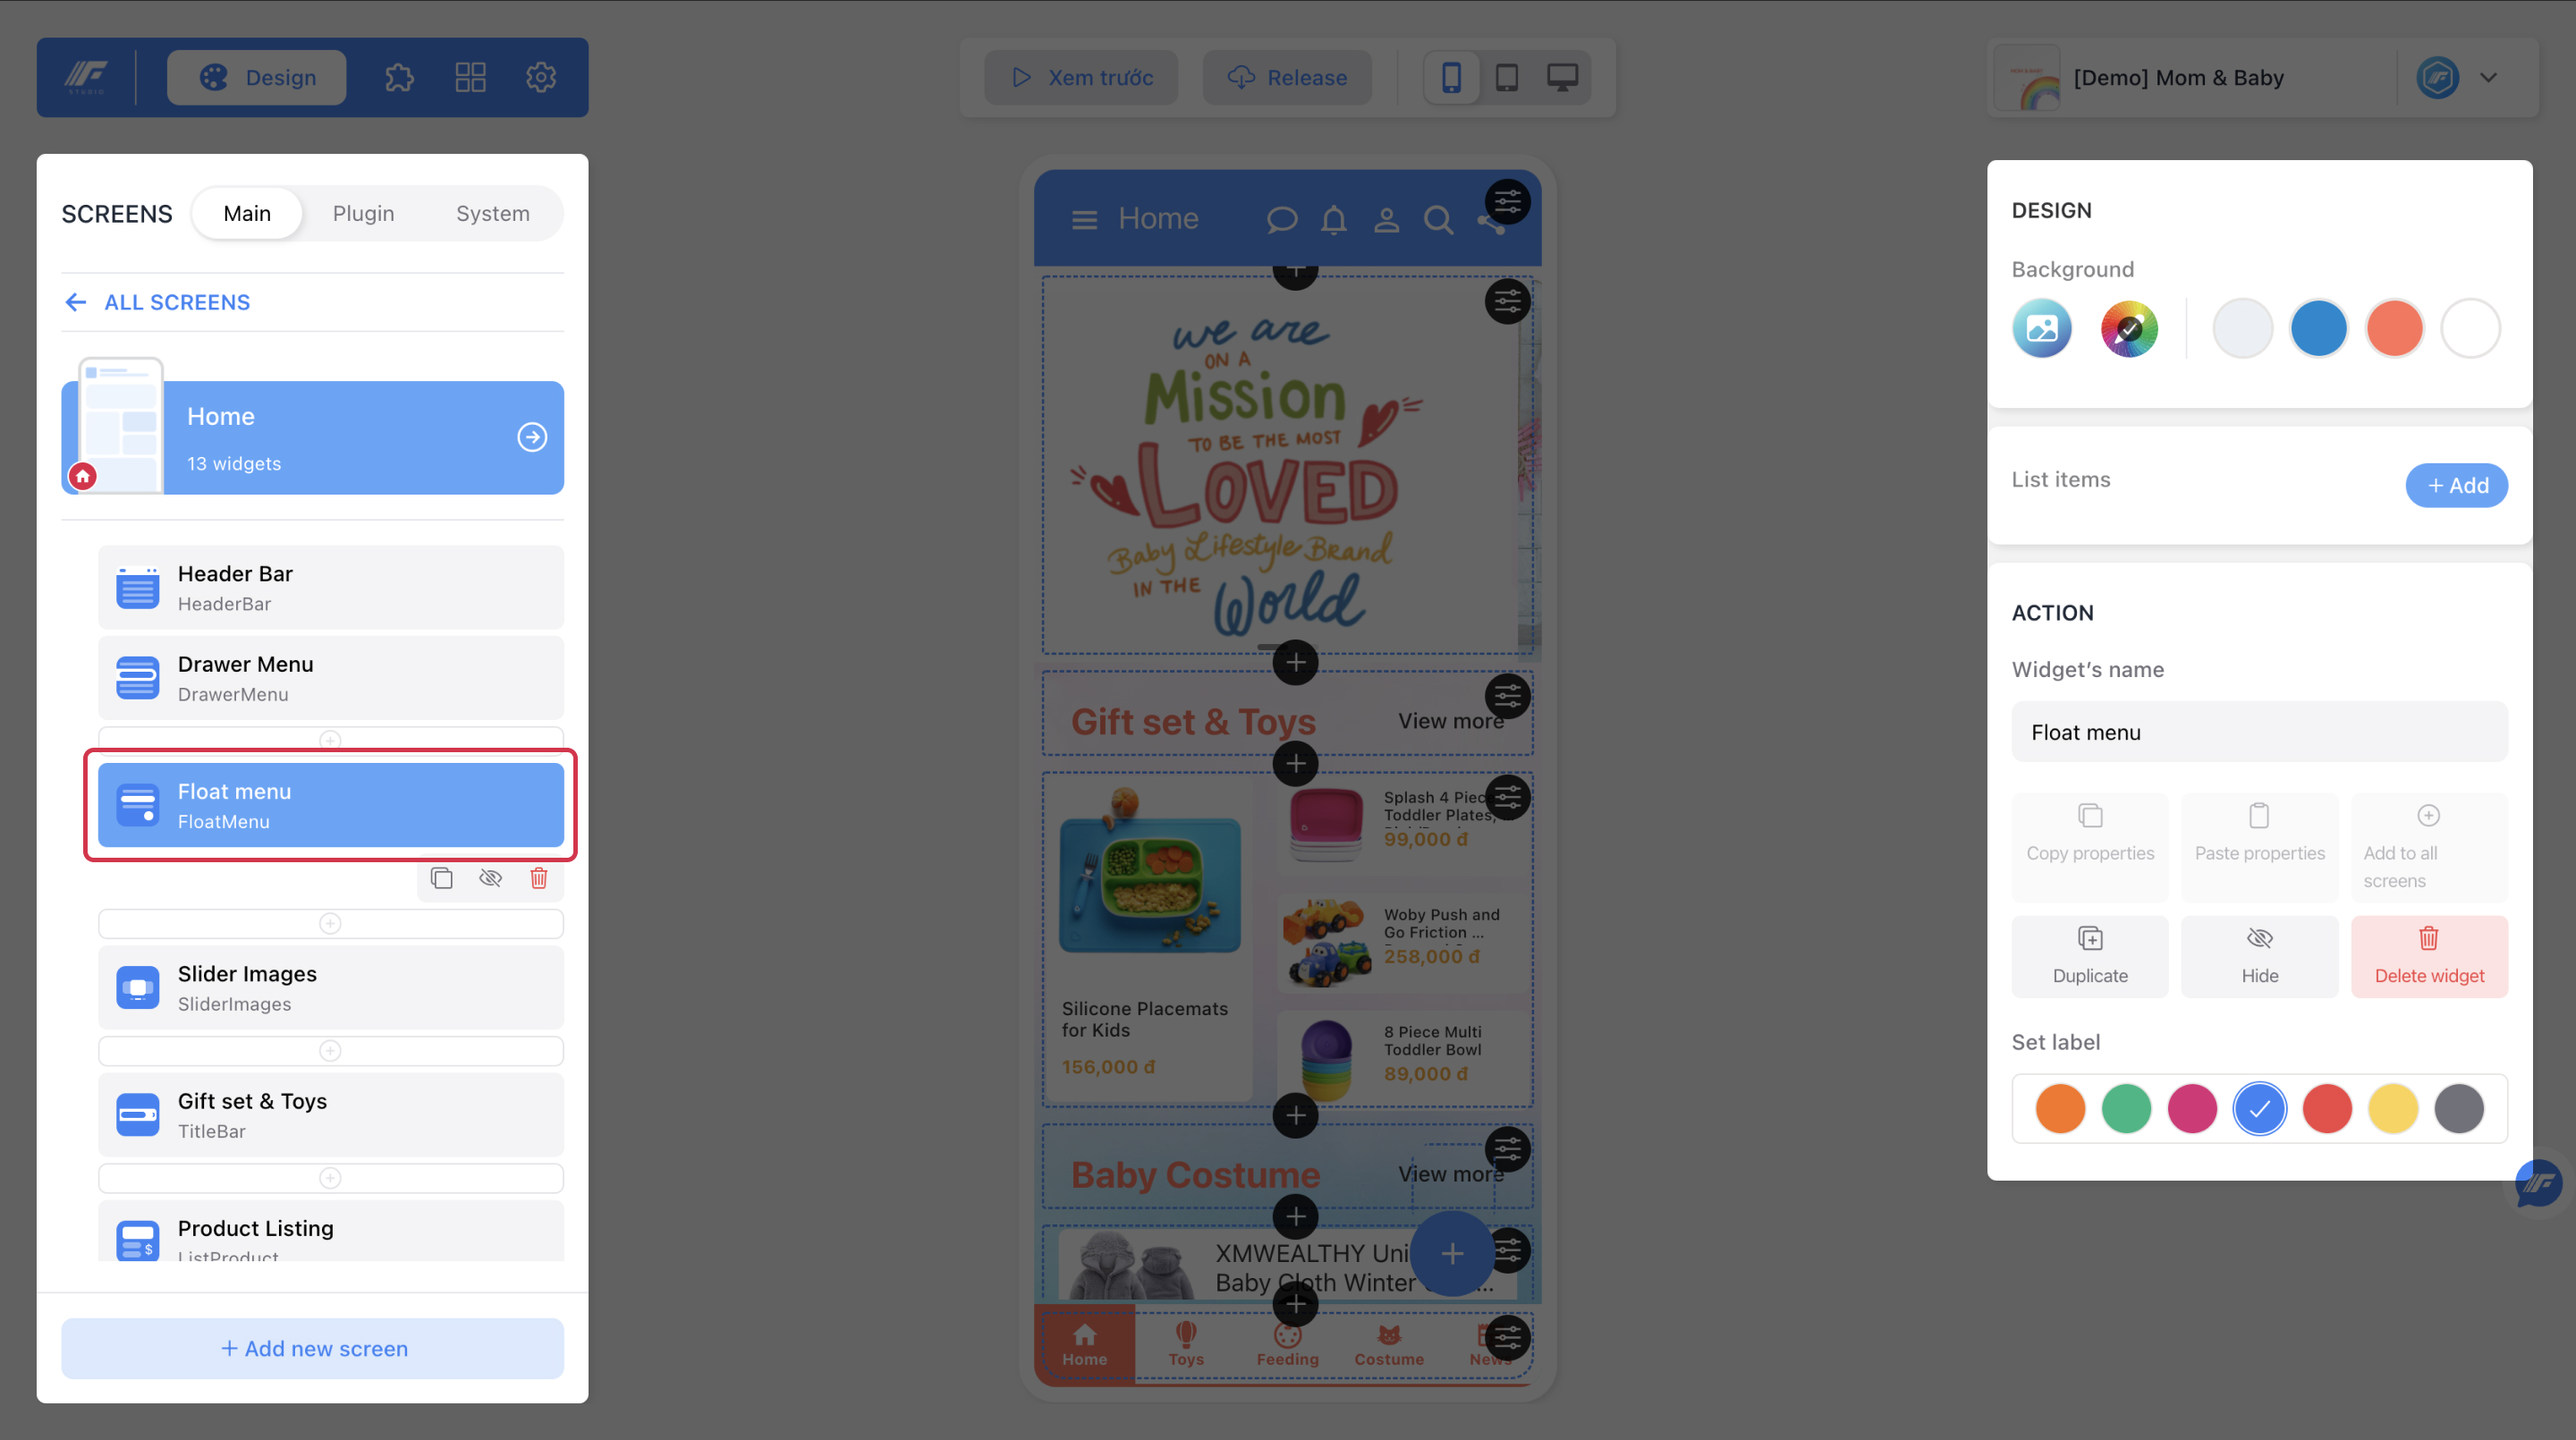 STUDIO
Design
Xem trước
Release
[Demo] Mom & Baby
SCREENS
Main
Plugin
System
ALL SCREENS
Home
13 widgets
Header Bar
HeaderBar
Drawer Menu
DrawerMenu
Float menu
FloatMenu
Slider Images
SliderImages
Gift set & Toys
TitleBar
Product Listing
ListProduct
+ Add new screen
Home
we are
ON A
Mission
TO BE THE MOST
LOVED
Baby Lifestyle Brand
IN THE
World
Gift set & Toys
View more
Silicone Placemats
for Kids
156,000 đ
Toddler Plates, ...
99,000 đ
Woby Push and
Go Friction ...
258,000 đ
8 Piece Multi
Toddler Bowl
89,000 đ
Baby Costume
View more
XMWEALTHY Uni
Baby Cloth Winter
Home
Toys
Feeding
Costume
News
DESIGN
Background
List items
+ Add
ACTION
Widget's name
Float menu
Copy properties
Paste properties
Add to all
screens
Duplicate
Hide
Delete widget
Set label